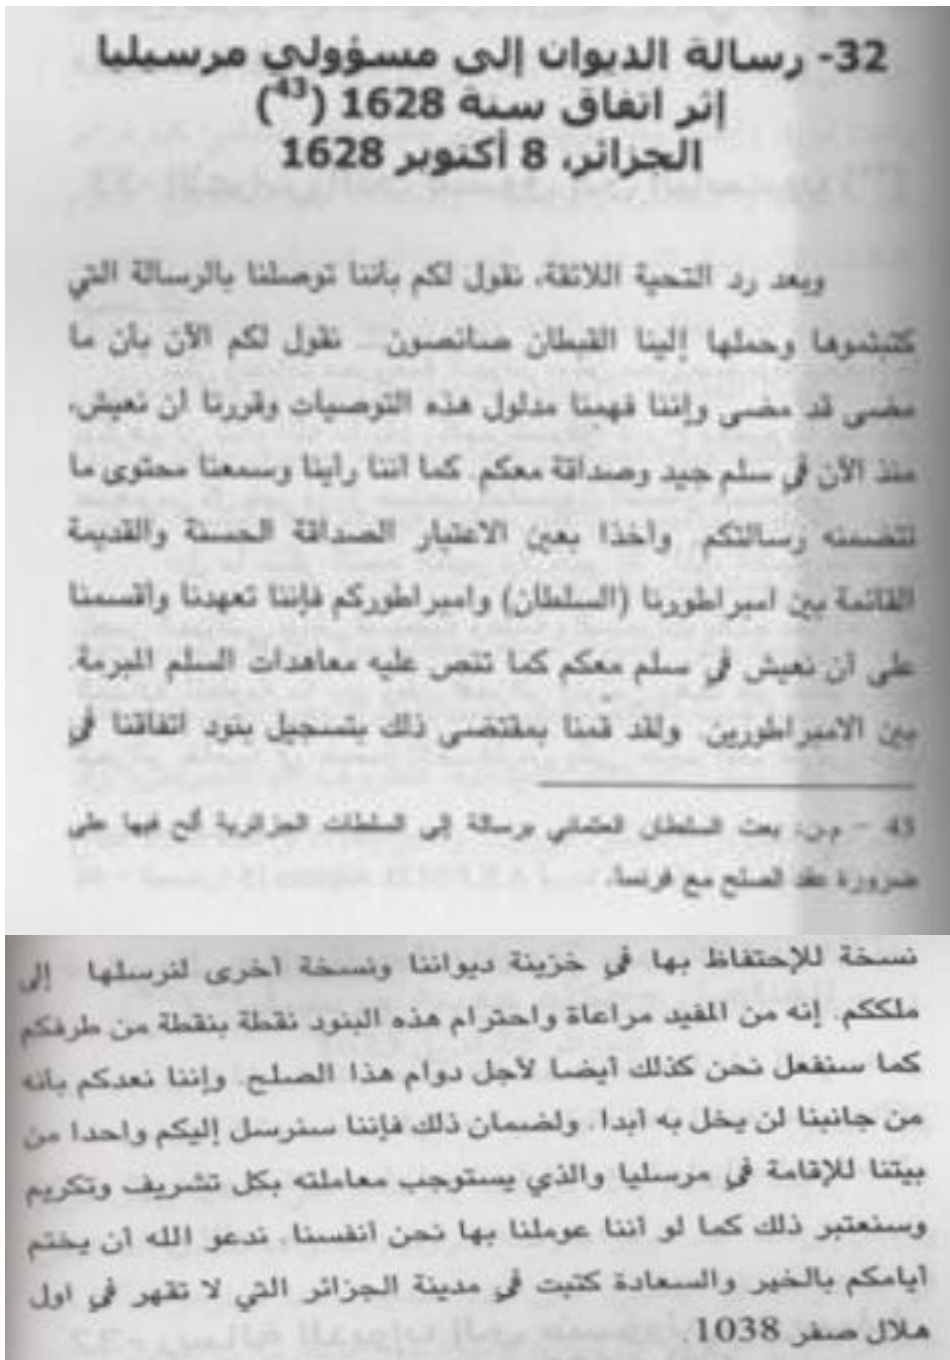 32- رسالة الديوان إلى مسؤولي مرسيليا
إثر اتفاق سنة 1628 (43)
الجزائر، 8 أكتوبر 1628
وبعد رد التحية اللائقة، نقول لكم بأننا توصلنا بالرسالة التي
كتبتموها وحملها إلينا القبطان صانصون... نقول لكم الآن بأن ما
مضى قد مضى وإننا فهمنا مدلول هذه التوصيات وقررنا أن نعيش،
منذ الآن في سلم جيد وصداقة معكم. كما أننا رأينا وسمعنا محتوى ما
تتضمنه رسالتكم. وأخذا بعين الاعتبار الصداقة الحسنة والقديمة
القائمة بين امبراطورنا (السلطان) وامبراطوركم فإننا تعهدنا وأقسمنا
على أن نعيش في سلم معكم كما تنص عليه معاهدات السلم المبرمة،
بين الامبراطورين. ولقد قمنا بمقتضى ذلك بتسجيل بنود اتفاقنا في
43 - م.ن، بعث السلطان العثماني برسالة إلى السلطات الجزائرية ألح فيها على
ضرورة عقد الصلح مع فرنسا.
نسخة للإحتفاظ بها في خزينة ديواننا ونسخة أخرى لنرسلها إلى
ملككم. إنه من المفيد مراعاة واحترام هذه البنود نقطة بنقطة من طرفكم
كما سنفعل نحن كذلك أيضا لأجل دوام هذا الصلح. وإننا نعدكم بأنه
من جانبنا لن يخل به أبدا. ولضمان ذلك فإننا سنرسل إليكم واحدا من
بيتنا للإقامة في مرسليا والذي يستوجب معاملته بكل تشريف وتكريم
وسنعتبر ذلك كما لو أننا عوملنا بها نحن أنفسنا. ندعو الله أن يختم
أيامكم بالخير والسعادة كتبت في مدينة الجزائر التي لا تقهر في اول
هلال صفر 1038.